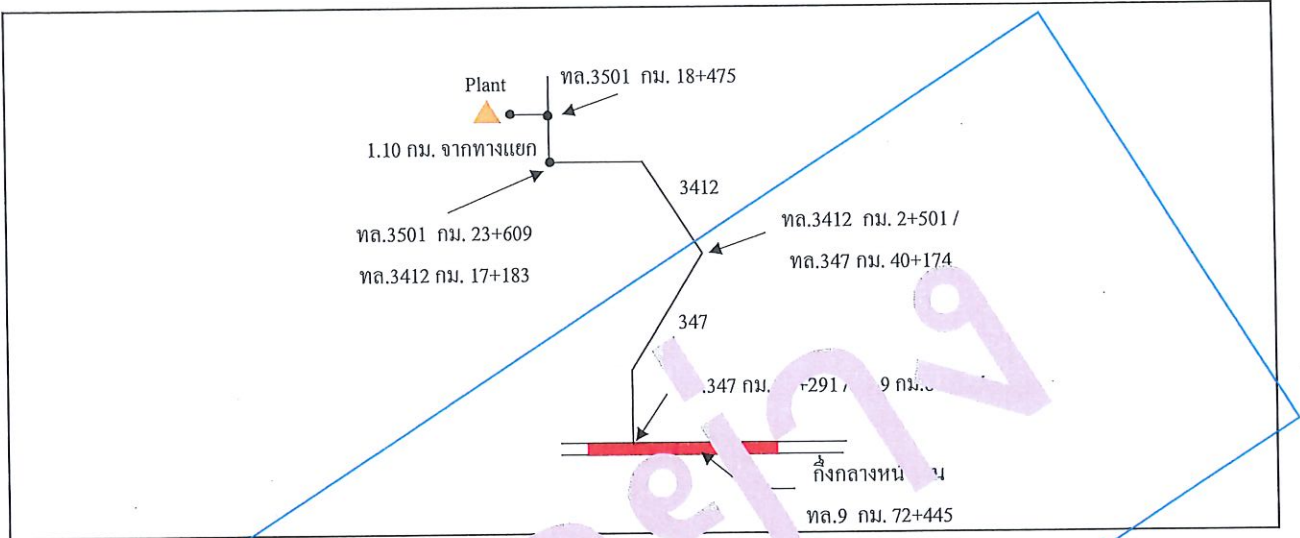 Plant
ทล.3501 กม. 18+475
1.10 กม. จากทางแยก
3412
ทล.3501 กม. 23+609
ทล.3412 กม. 17+183
ทล.3412 กม. 2+501 /
ทล.347 กม. 40+174
347
.347 กม. +291 / 9 กม.
กึ่งกลางหน้
ทล.9 กม. 72+445